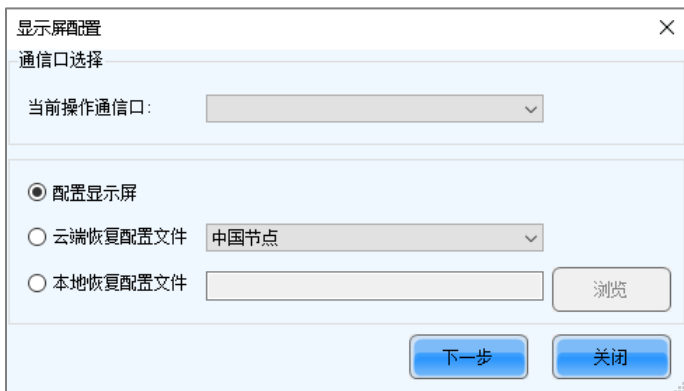 显示屏配置
通信口选择
当前操作通信口:
配置显示屏
云端恢复配置文件 中国节点
本地恢复配置文件 浏览
下一步 关闭